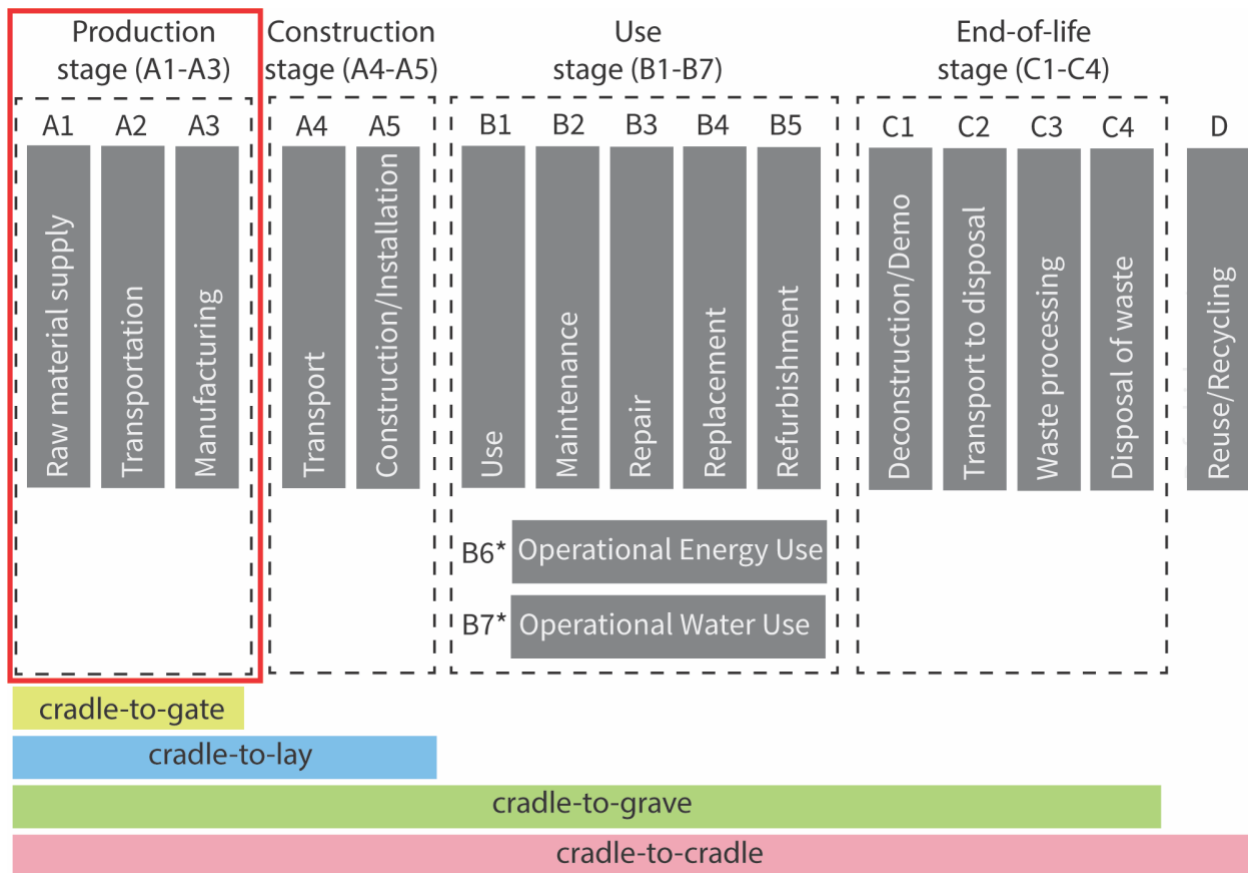 Production
stage (A1-A3)
Construction
stage (A4-A5)
Use
stage (B1-B7)
End-of-life
stage (C1-C4)
A1
A2
A3
A4
A5
B1
B2
B3
B4
B5
C1
C2
C3
C4
D
Raw material supply
Transportation
Manufacturing
Transport
Construction/Installation
Use
Maintenance
Repair
Replacement
Refurbishment
Deconstruction/Demo
Transport to disposal
Waste processing
Disposal of waste
Reuse/Recycling
B6* Operational Energy Use
B7* Operational Water Use
cradle-to-gate
cradle-to-lay
cradle-to-grave
cradle-to-cradle